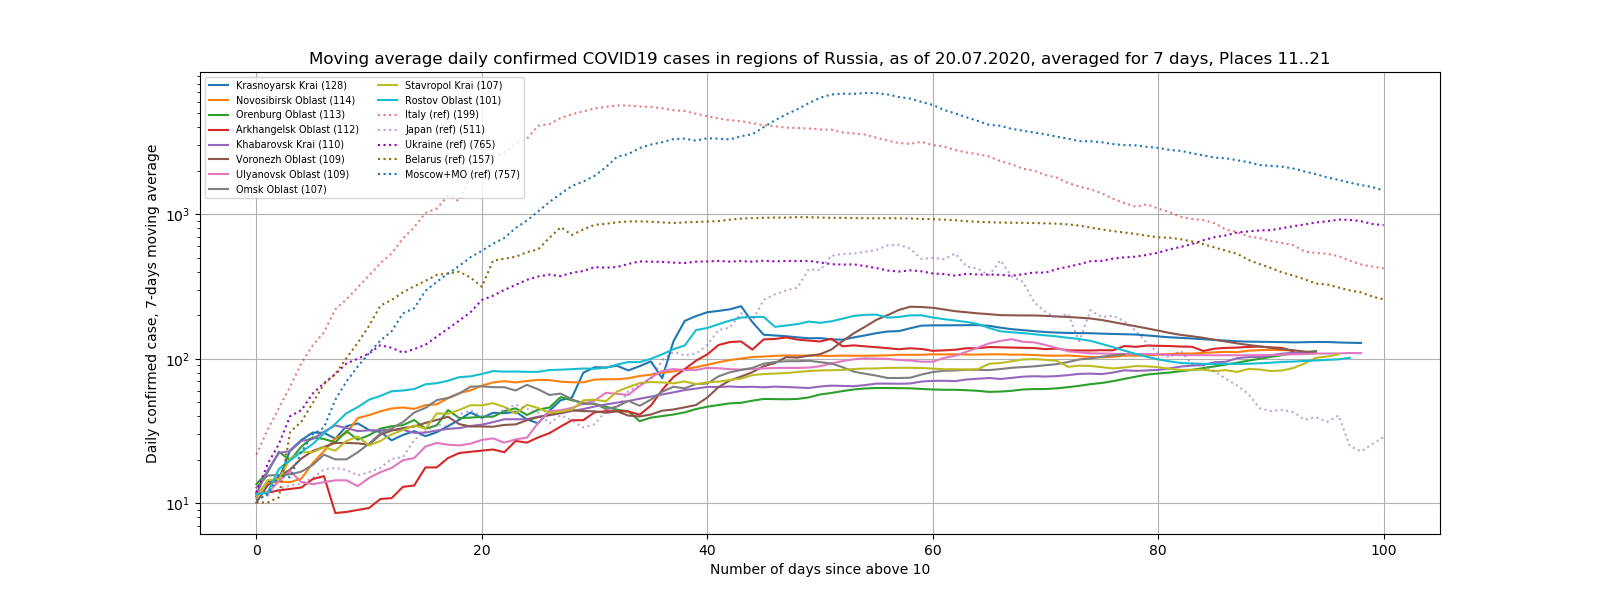 Moving average daily confirmed COVID19 cases in regions of Russia, as of 20.07.2020, averaged for 7 days, Places 11..21
Krasnoyarsk Krai (128)
Novosibirsk Oblast (114)
Orenburg Oblast (113)
Arkhangelsk Oblast (112)
Khabarovsk Krai (110)
Voronezh Oblast (109)
Ulyanovsk Oblast (109)
Omsk Oblast (107)
Stavropol Krai (107)
Rostov Oblast (101)
Italy (ref) (199)
Japan (ref) (511)
Ukraine (ref) (765)
Belarus (ref) (157)
Moscow+MO (ref) (757)
Daily confirmed case, 7-days moving average
10³
10²
10¹
0 20 40 60 80 100
Number of days since above 10